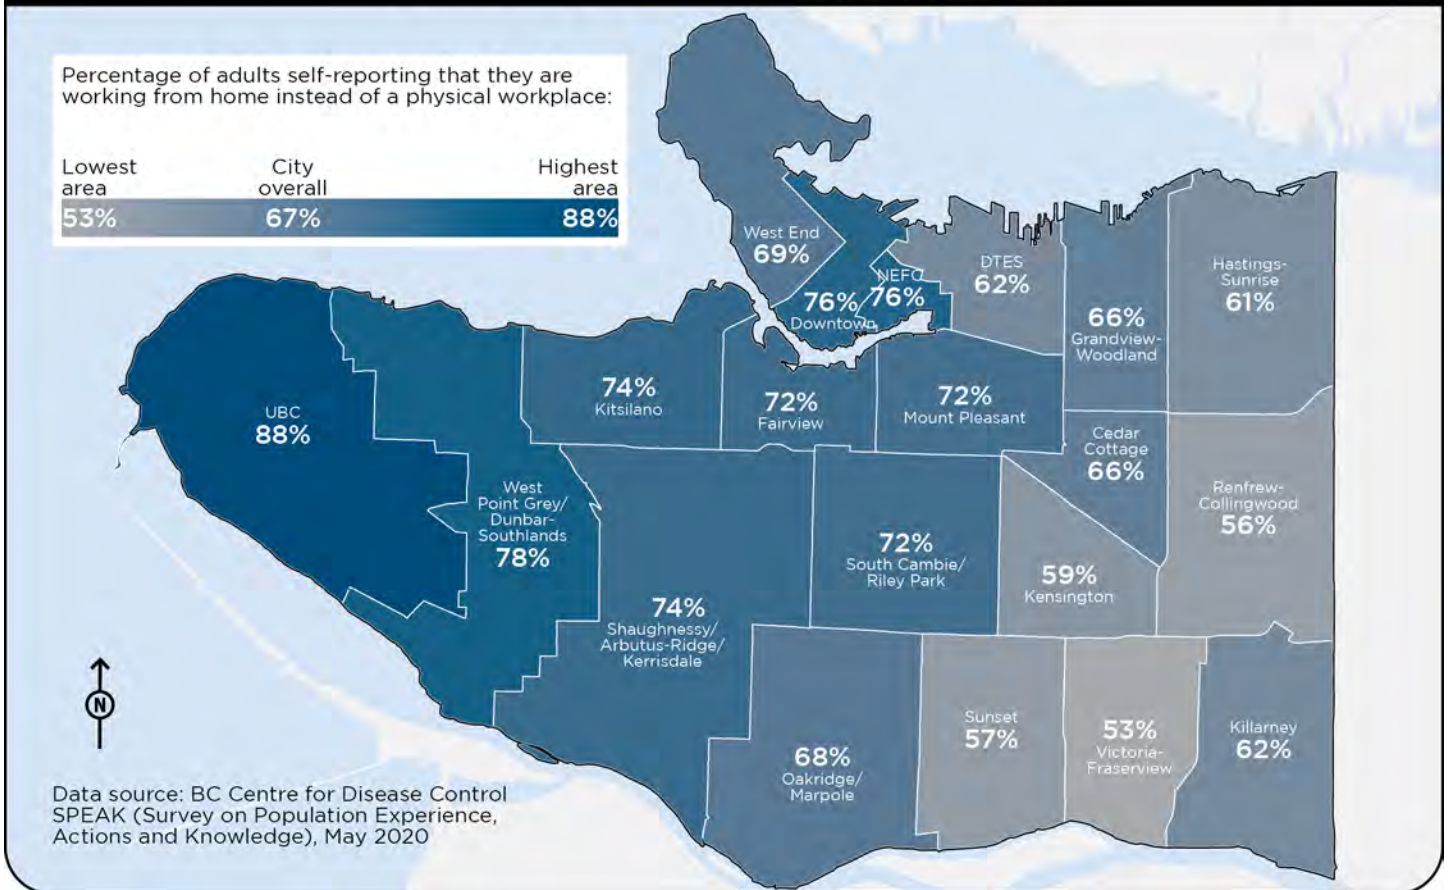 Percentage of adults self-reporting that they are
working from home instead of a physical workplace:
Lowest
area
City
overall
Highest
area
53%
67%
88%
West End
69%
NEFC
76%
76%
Downtown
DTES
62%
Hastings-
Sunrise
61%
66%
Grandview-
Woodland
74%
Kitsilano
72%
Fairview
72%
Mount Pleasant
UBC
88%
Cedar
Cottage
66%
West
Point Grey/
Dunbar-
Southlands
78%
Renfrew-
Collingwood
56%
72%
South Cambie/
Riley Park
59%
Kensington
74%
Shaughnessy/
Arbutus-Ridge/
Kerrisdale
Sunset
57%
53%
Victoria-
Fraserview
Killarney
62%
68%
Oakridge/
Marpole
N
Data source: BC Centre for Disease Control
SPEAK (Survey on Population Experience,
Actions and Knowledge), May 2020